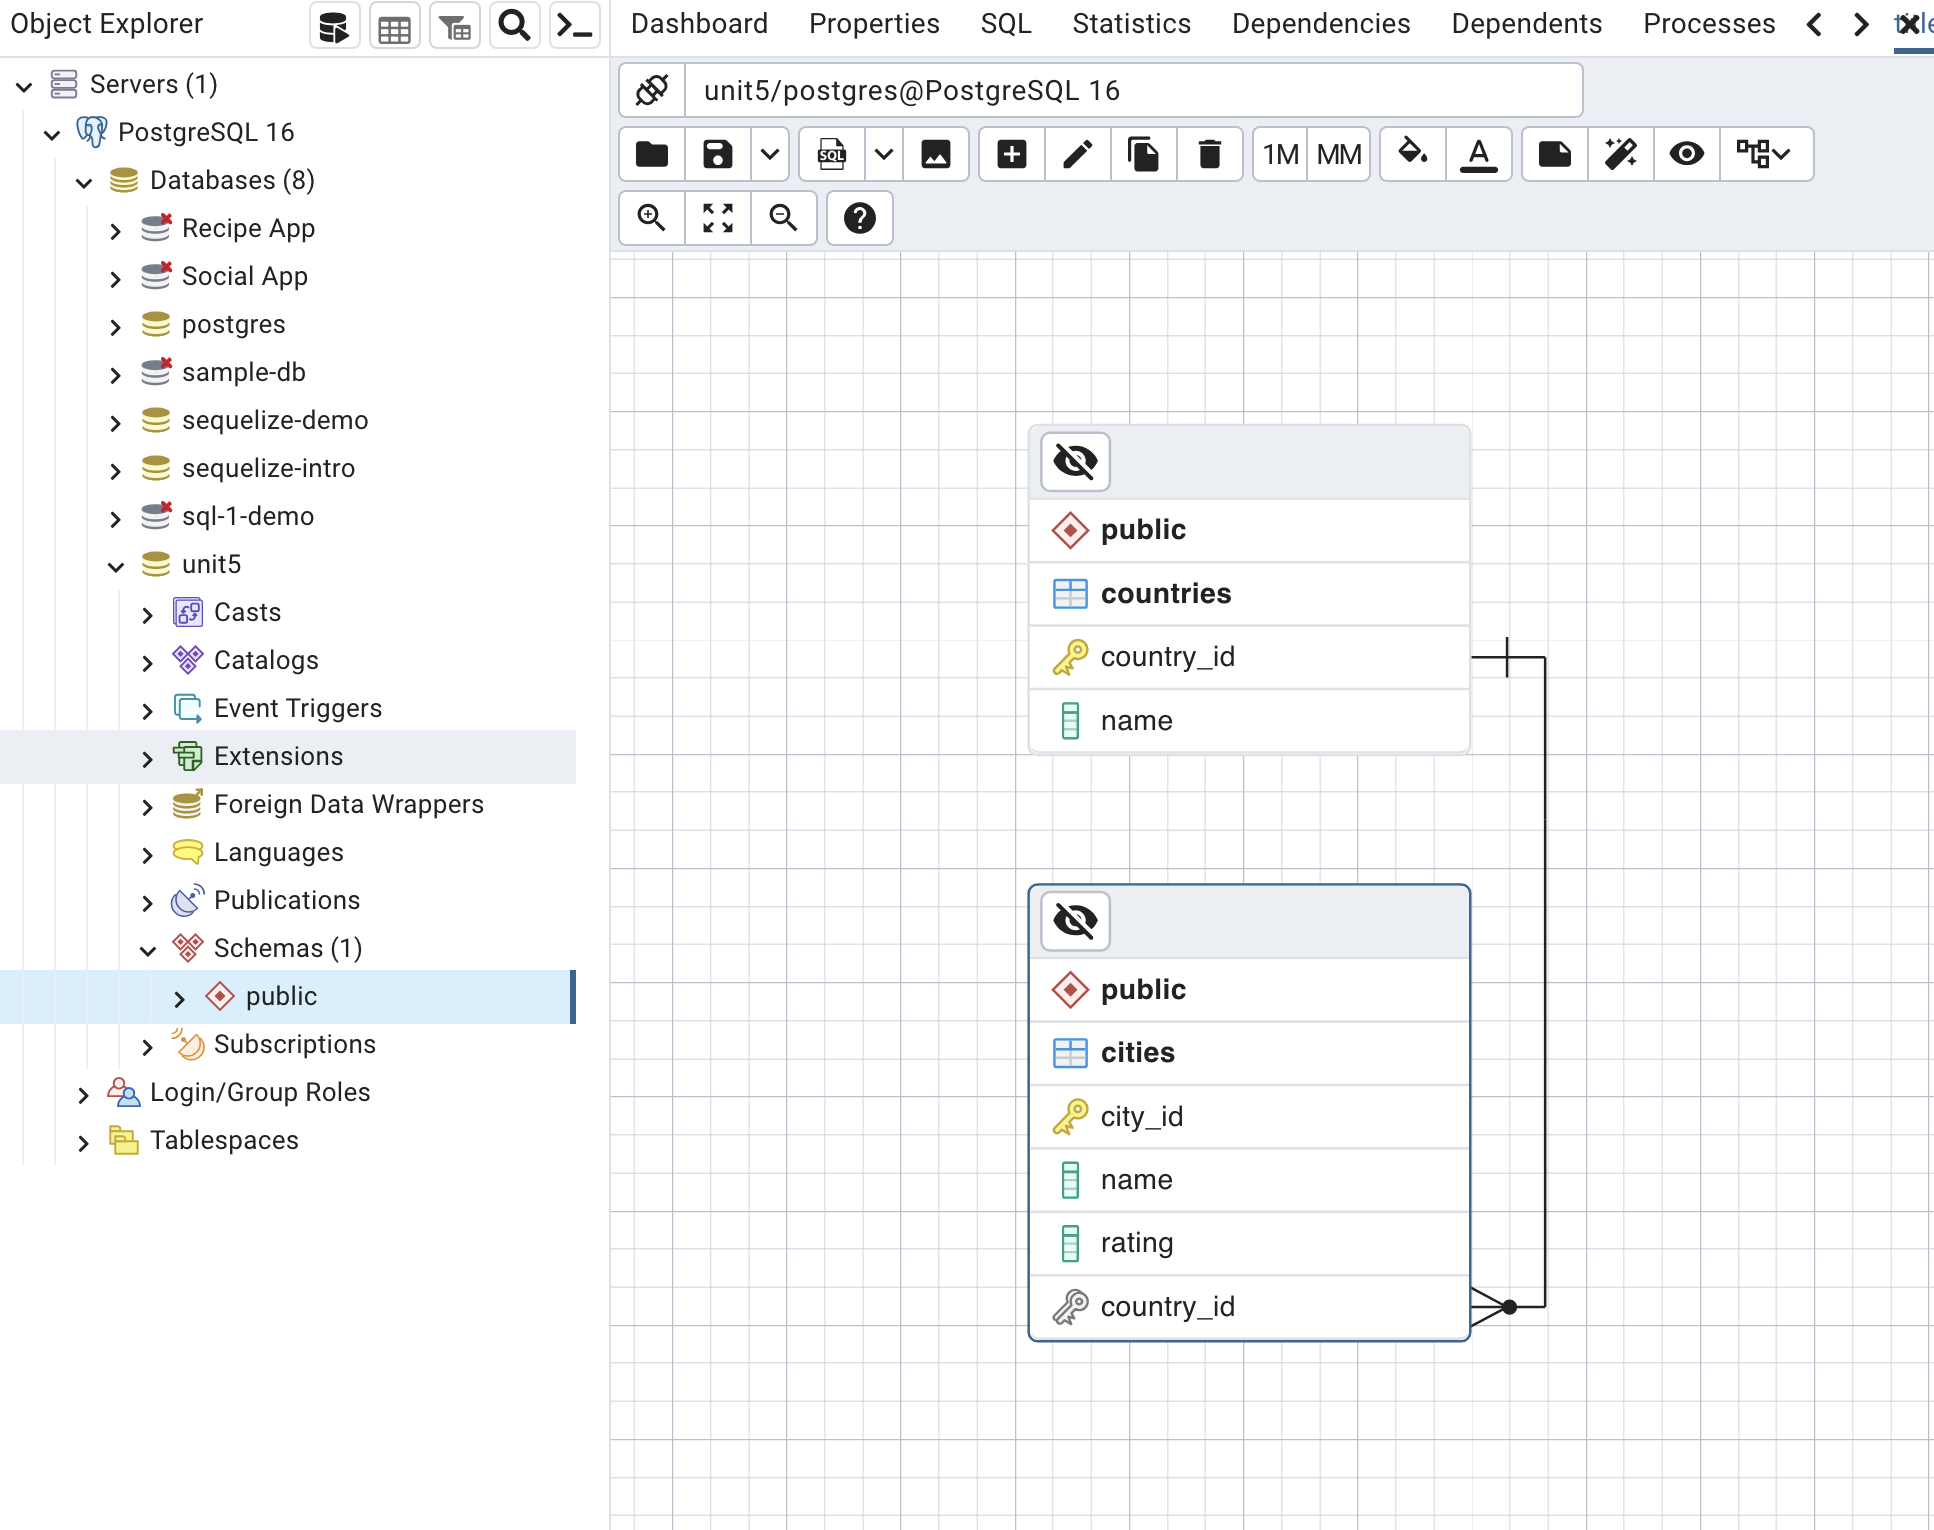 Object Explorer
Servers (1)
PostgreSQL 16
Databases (8)
Recipe App
Social App
postgres
sample-db
sequelize-demo
sequelize-intro
sql-1-demo
unit5
Casts
Catalogs
Event Triggers
Extensions
Foreign Data Wrappers
Languages
Publications
Schemas (1)
public
Subscriptions
Login/Group Roles
Tablespaces
Dashboard Properties SQL Statistics Dependencies Dependents Processes
unit5/postgres@PostgreSQL 16
SQL 1M MM A
public
countries
country_id
name
public
cities
city_id
name
rating
country_id